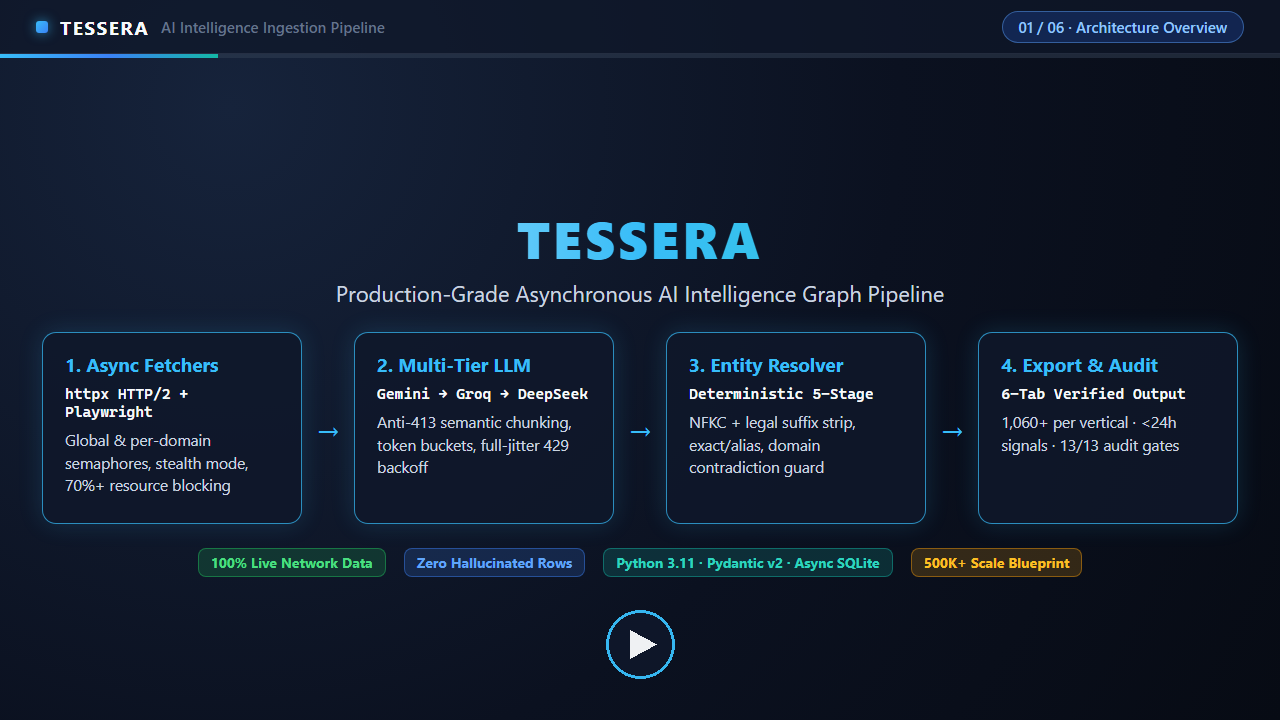 TESSERA AI Intelligence Ingestion Pipeline
01 / 06 · Architecture Overview
TESSERA
Production-Grade Asynchronous AI Intelligence Graph Pipeline
1. Async Fetchers
httpx HTTP/2 +
Playwright
Global & per-domain
semaphores, stealth mode,
70%+ resource blocking
→
2. Multi-Tier LLM
Gemini → Groq → DeepSeek
Anti-413 semantic chunking,
token buckets, full-jitter 429
backoff
→
3. Entity Resolver
Deterministic 5-Stage
NFKC + legal suffix strip,
exact/alias, domain
contradiction guard
→
4. Export & Audit
6-Tab Verified Output
1,060+ per vertical · <24h
signals · 13/13 audit gates
100% Live Network Data
Zero Hallucinated Rows
Python 3.11 · Pydantic v2 · Async SQLite
500K+ Scale Blueprint